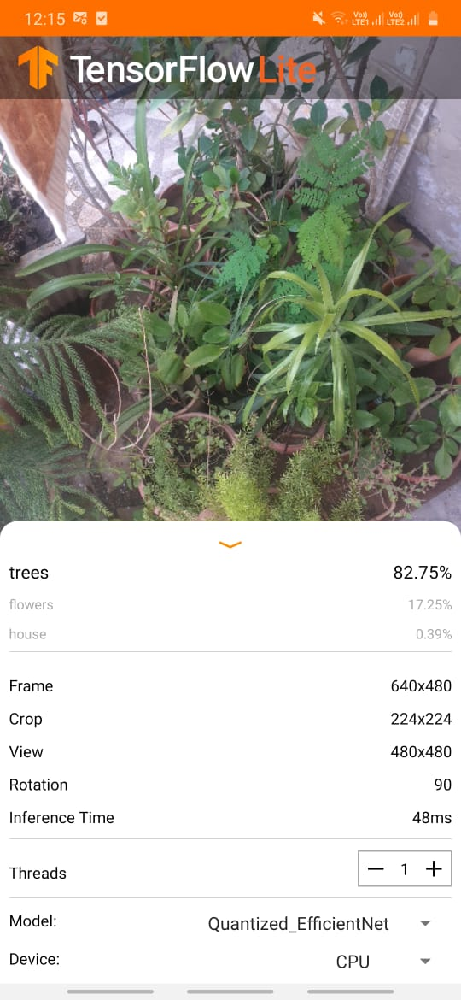 12:15 Vo)) LTE1 Vo)) LTE2
TensorFlow Lite
trees 82.75%
flowers 17.25%
house 0.39%
Frame 640x480
Crop 224x224
View 480x480
Rotation 90
Inference Time 48ms
Threads 1
Model: Quantized_EfficientNet
Device: CPU